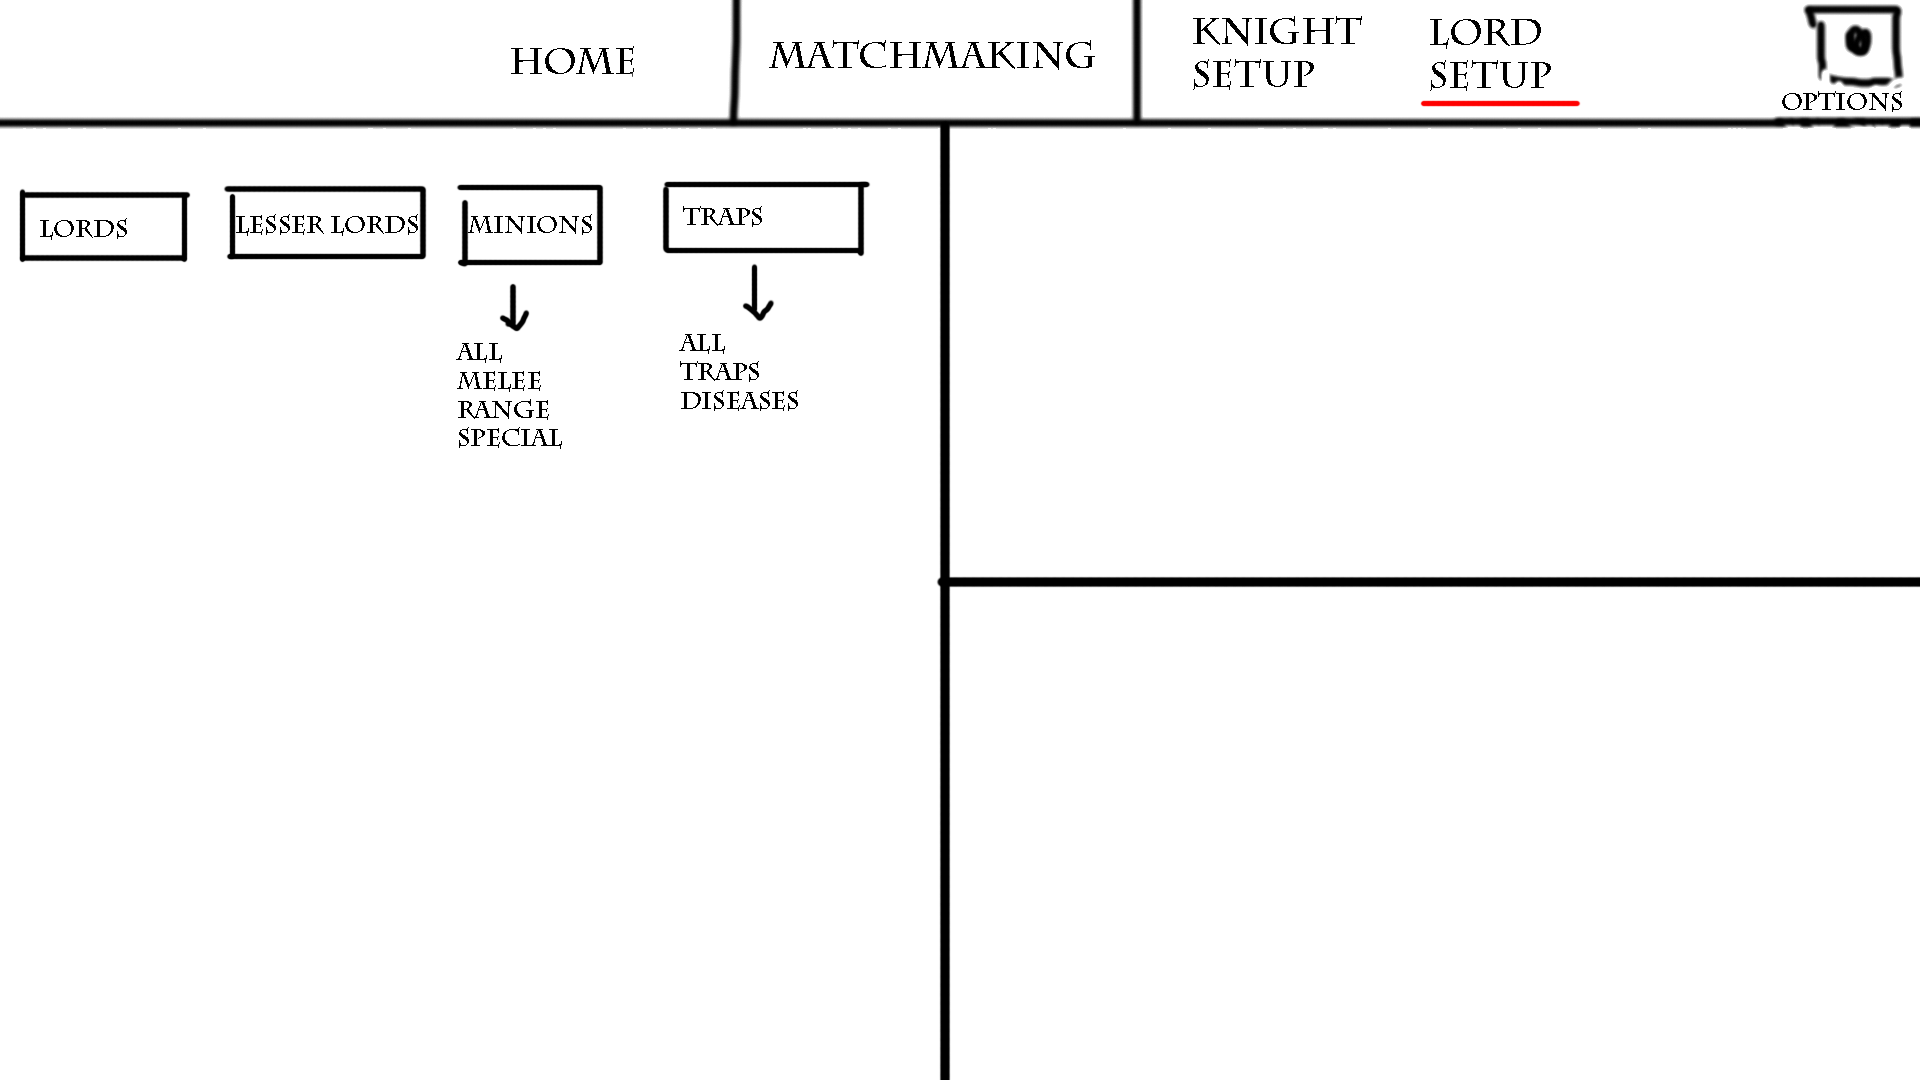 HOME
MATCHMAKING
KNIGHT
SETUP
LORD
SETUP
OPTIONS
LORDS
LESSER LORDS
MINIONS
TRAPS
ALL
MELEE
RANGE
SPECIAL
ALL
TRAPS
DISEASES